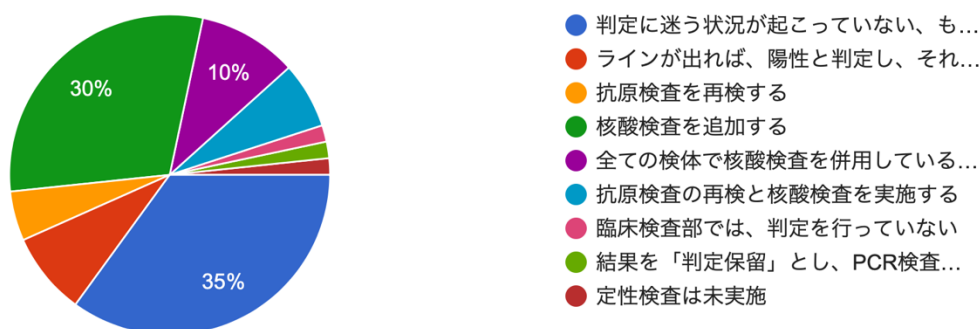 30%
10%
35%
判定に迷う状況が起こっていない、も...
ラインが出れば、陽性と判定し、それ...
抗原検査を再検する
核酸検査を追加する
全ての検体で核酸検査を併用している...
抗原検査の再検と核酸検査を実施する
臨床検査部では、判定を行っていない
結果を「判定保留」とし、PCR検査...
定性検査は未実施